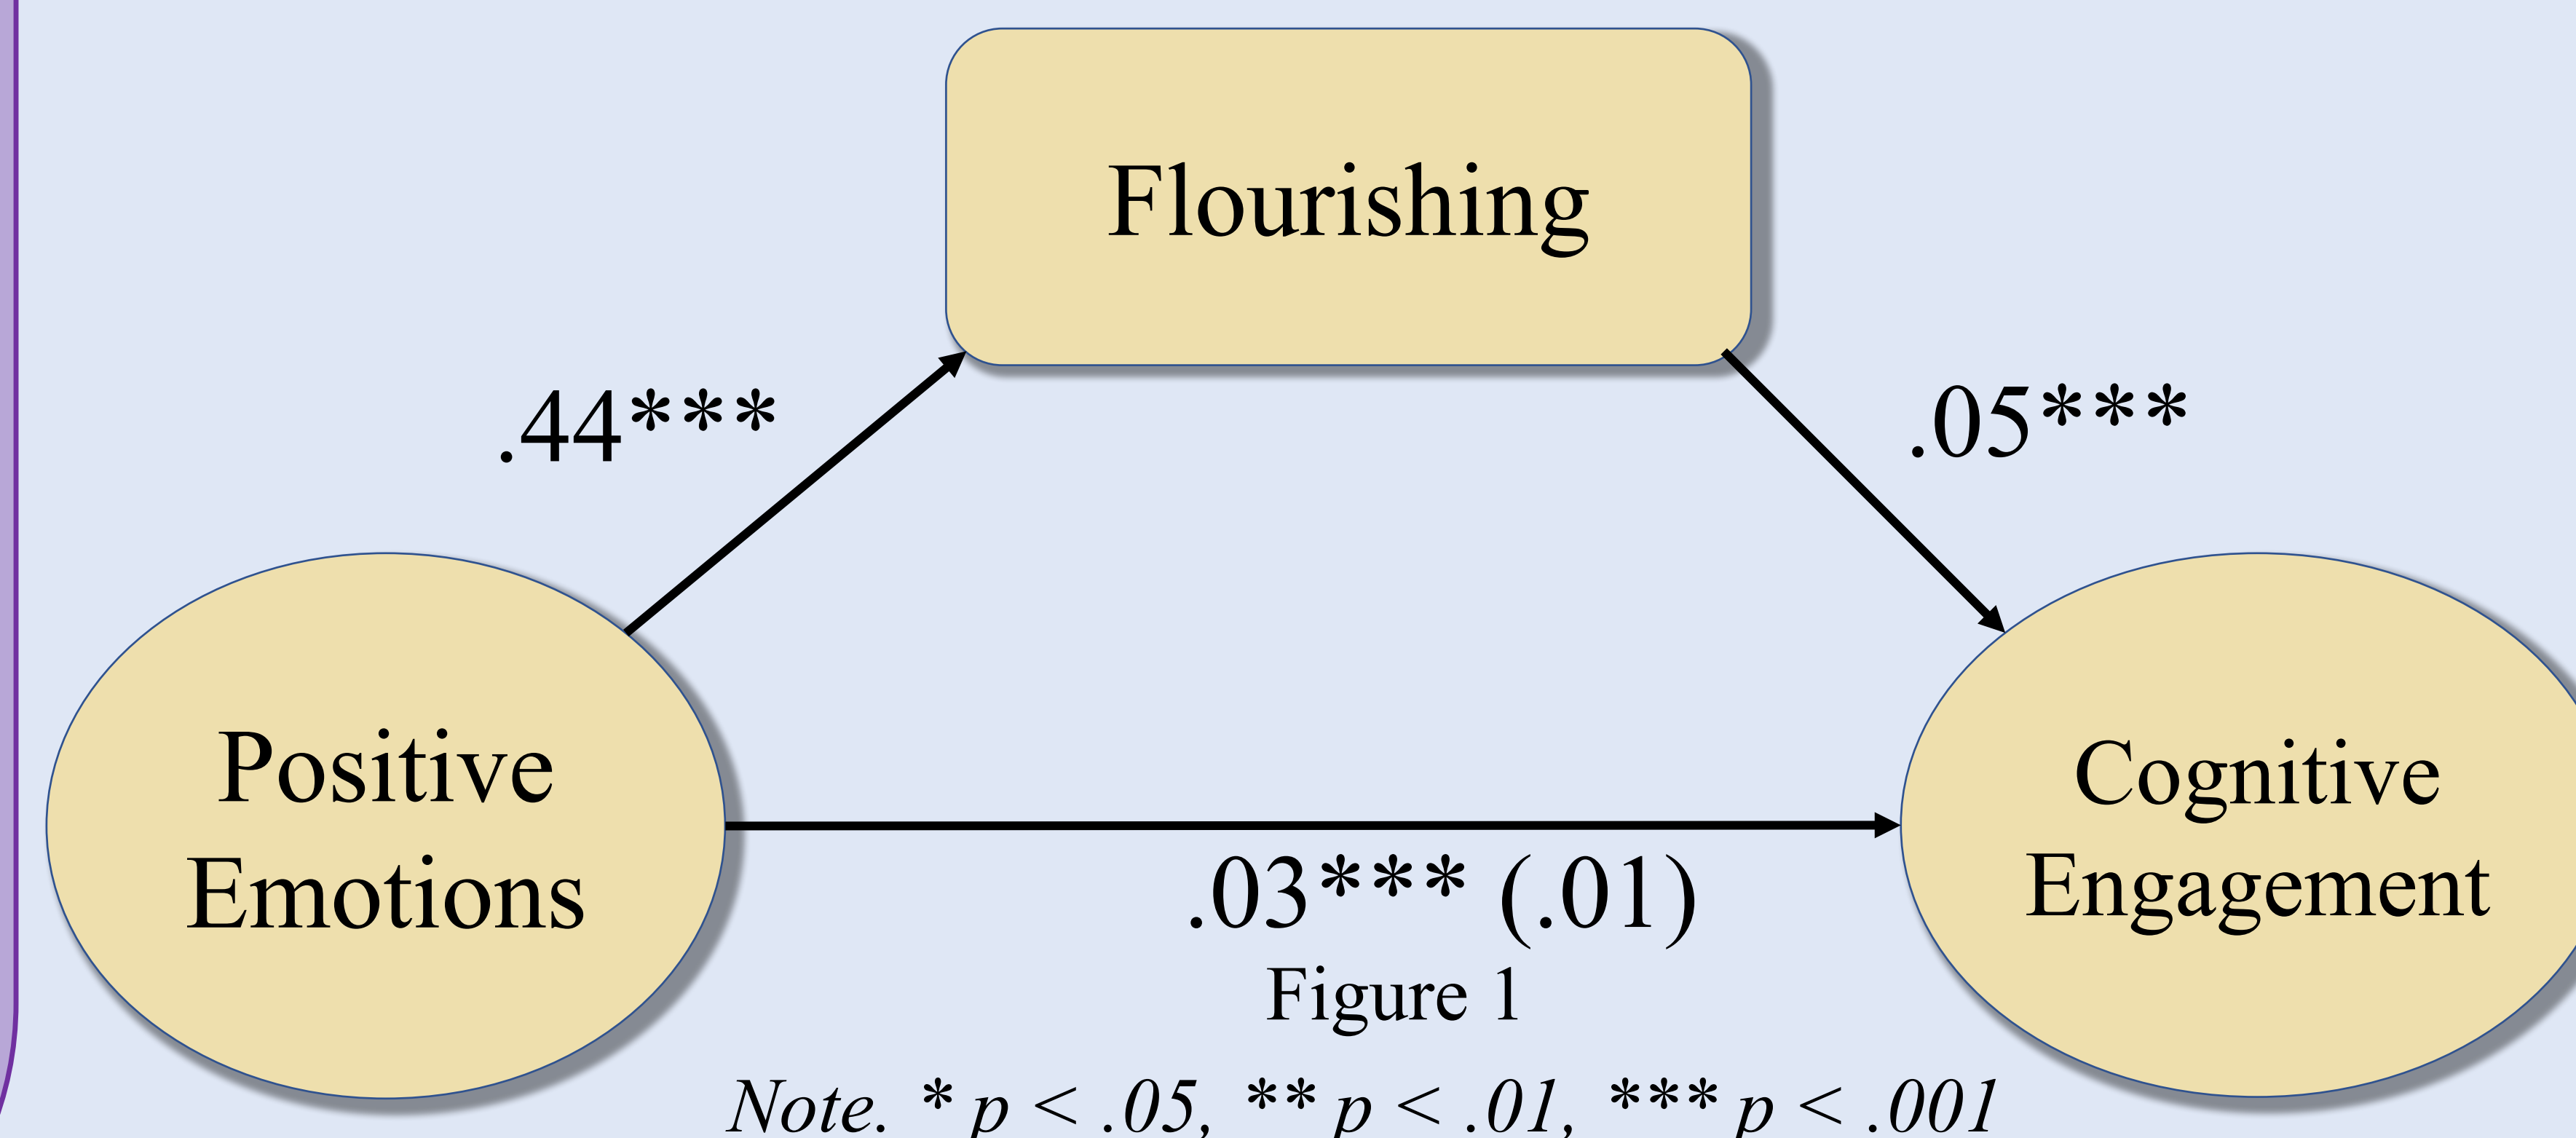 Flourishing
.44***
.05***
Positive
Emotions
Cognitive
Engagement
.03*** (.01)
Figure 1
Note. * p < .05, ** p < .01, *** p < .001